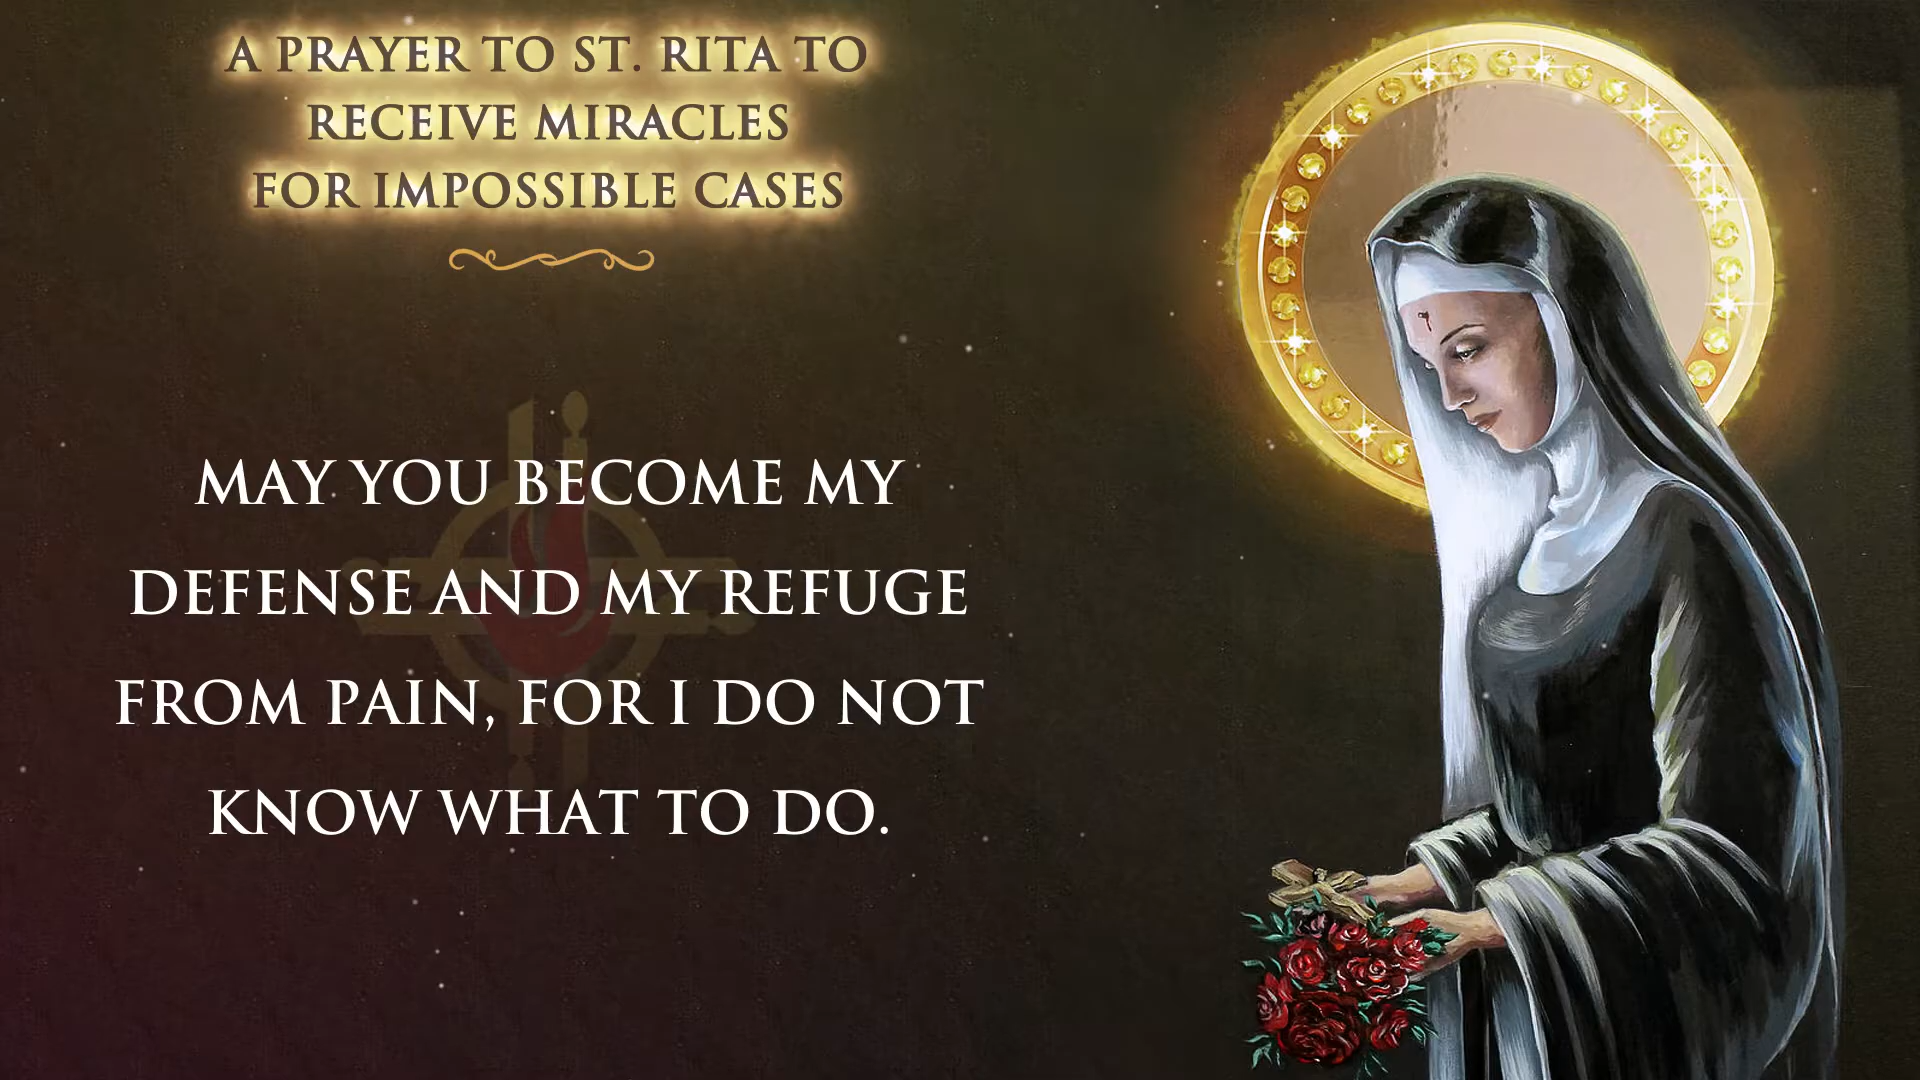 A PRAYER TO ST. RITA TO
RECEIVE MIRACLES
FOR IMPOSSIBLE CASES
MAY YOU BECOME MY
DEFENSE AND MY REFUGE
FROM PAIN, FOR I DO NOT
KNOW WHAT TO DO.